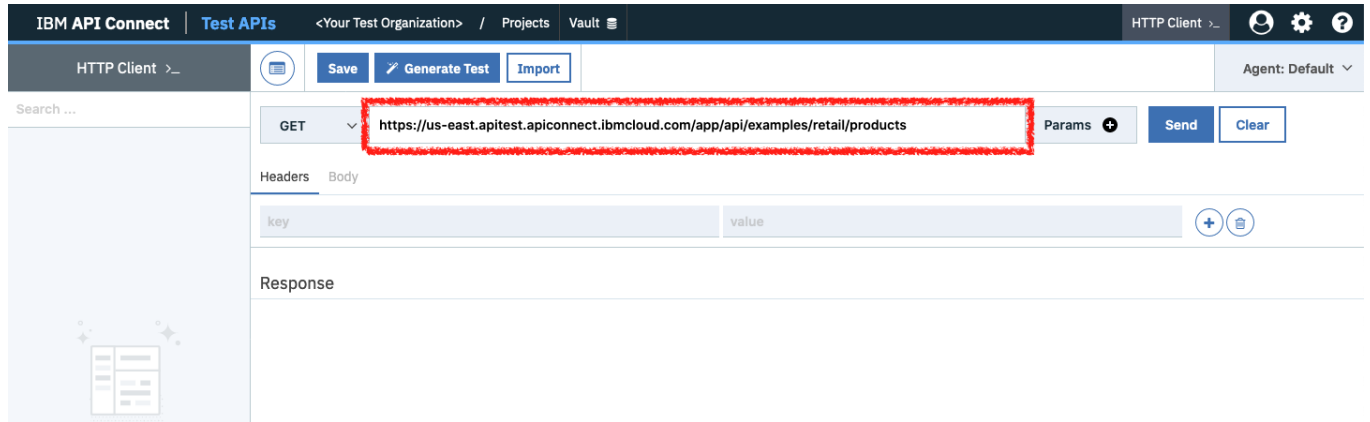 IBM API Connect | Test APIs <Your Test Organization> / Projects Vault HTTP Client >_
HTTP Client >_ Save Generate Test Import Agent: Default
Search ...
GET https://us-east.apitest.apiconnect.ibmcloud.com/app/api/examples/retail/products Params Send Clear
Headers Body
key value
Response